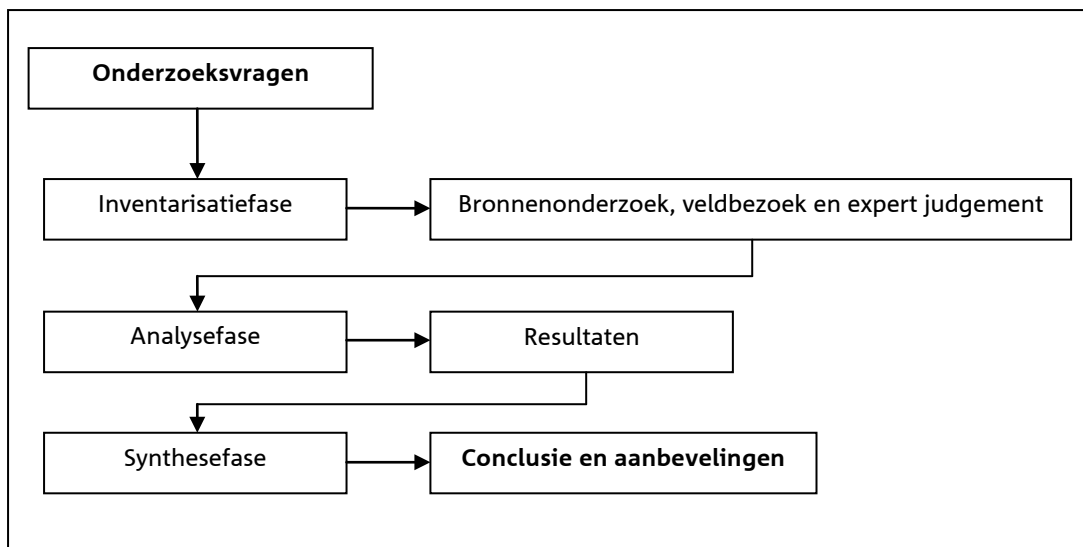 Onderzoeksvragen
Inventarisatiefase
Bronnenonderzoek, veldbezoek en expert judgement
Analysefase
Resultaten
Synthesefase
Conclusie en aanbevelingen